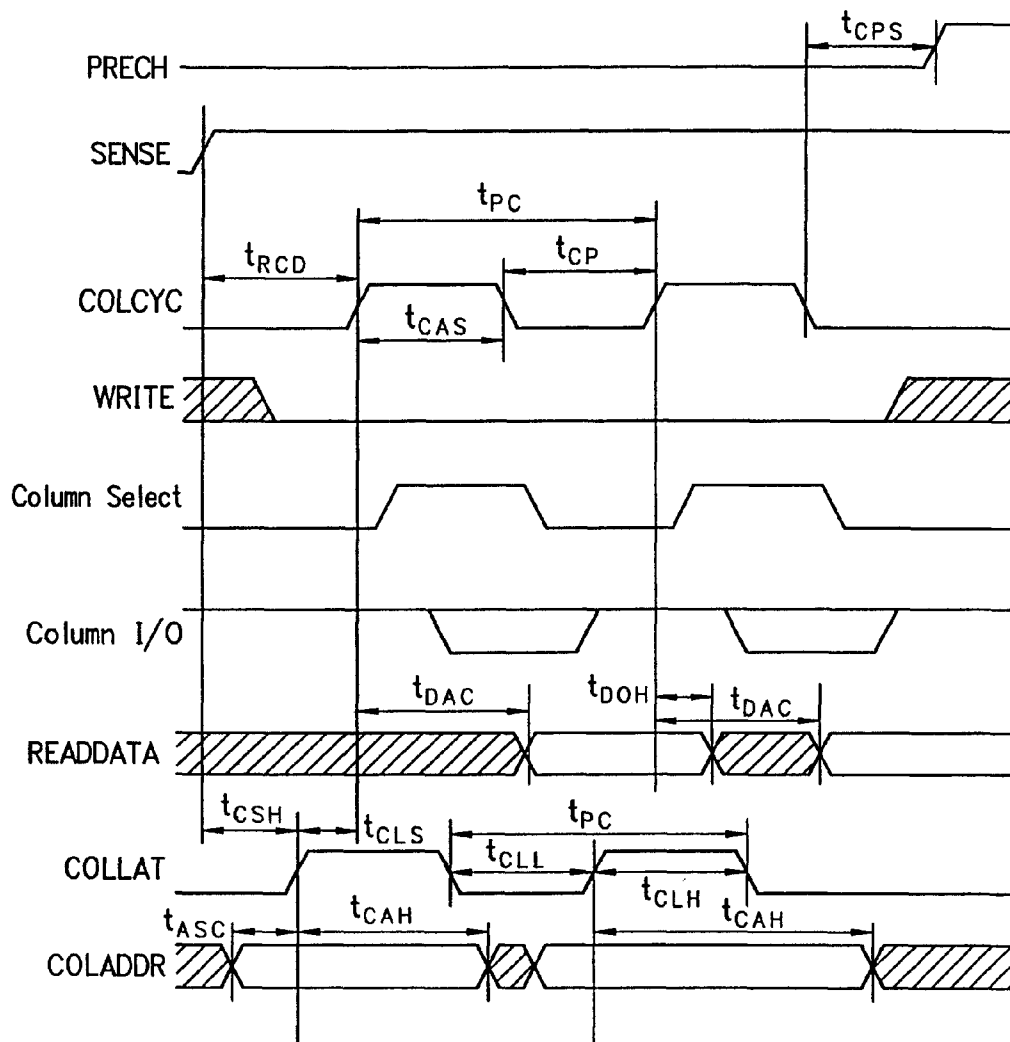 tCPS
PRECH
SENSE
tPC
tRCD
tCP
COLCYC
tCAS
WRITE
Column Select
Column I/O
tDAC
tDOH
tDAC
READDATA
tCSH
tCLS
tPC
COLLAT
tCLL
tCLH
tASC
tCAH
tCAH
COLADDR